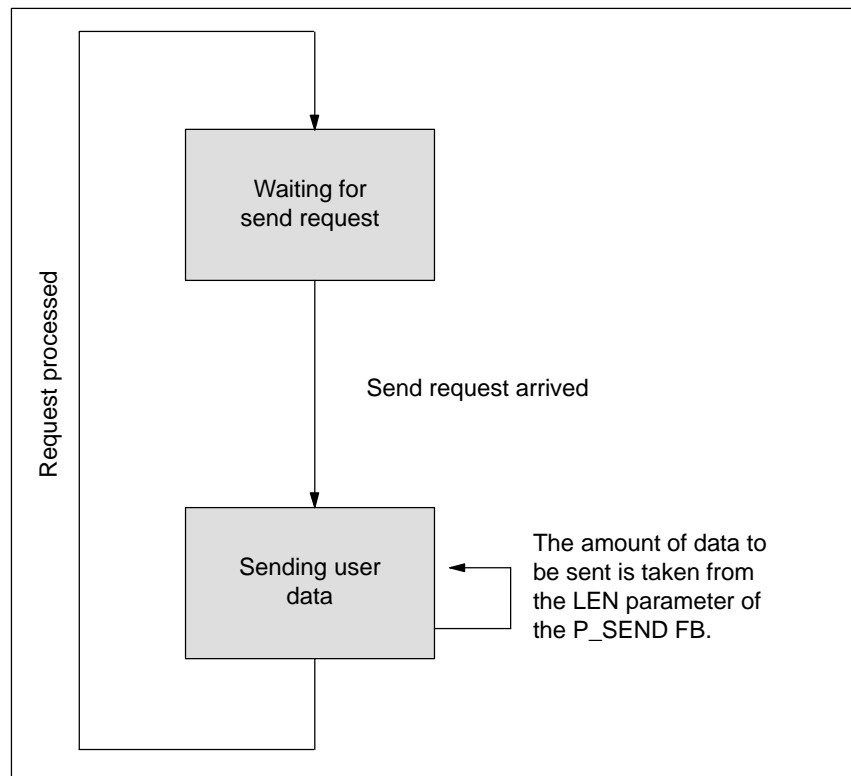 Waiting for
send request
Request processed
Send request arrived
Sending user
data
The amount of data to
be sent is taken from
the LEN parameter of
the P_SEND FB.